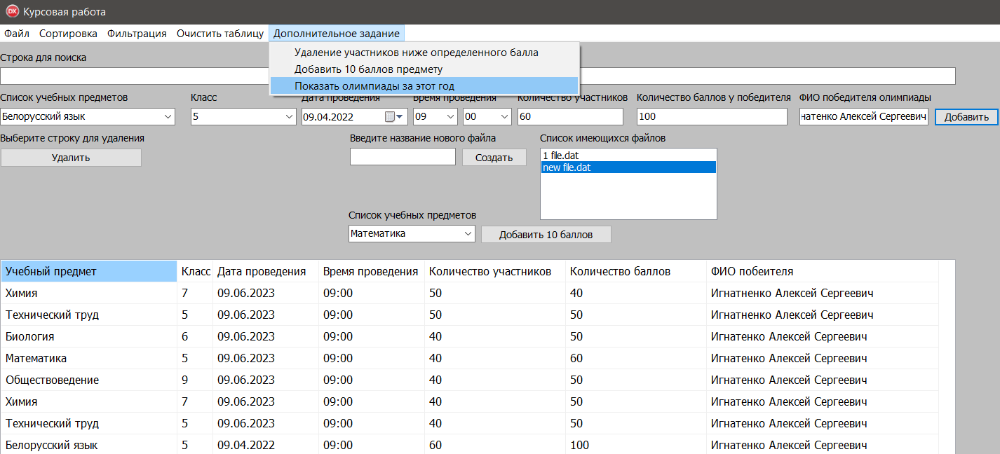 DX Курсовая работа
Файл Сортировка Фильтрация Очистить таблицу Дополнительное задание
Удаление участников ниже определенного балла
Добавить 10 баллов предмету
Показать олимпиады за этот год
Строка для поиска
Список учебных предметов Класс Дата проведения Время проведения Количество участников Количество баллов у победителя ФИО победителя олимпиады
Белорусский язык 5 09.04.2022 09 00 60 100 гнатенко Алексей Сергеевич Добавить
Выберите строку для удаления Введите название нового файла Список имеющихся файлов
Удалить Создать
1 file.dat
new file.dat
Список учебных предметов
Математика Добавить 10 баллов
Учебный предмет Класс Дата проведения Время проведения Количество участников Количество баллов ФИО побеителя
Химия 7 09.06.2023 09:00 50 40 Игнатненко Алексей Сергеевич
Технический труд 5 09.06.2023 09:00 50 50 Игнатненко Алексей Сергеевич
Биология 6 09.06.2023 09:00 40 50 Игнатенко Алексей Сергеевич
Математика 5 09.06.2023 09:00 40 60 Игнатенко Алексей Сергеевич
Обществоведение 9 09.06.2023 09:00 40 50 Игнатенко Алексей Сергеевич
Химия 7 09.06.2023 09:00 40 50 Игнатенко Алексей Сергеевич
Технический труд 5 09.06.2023 09:00 40 50 Игнатенко Алексей Сергеевич
Белорусский язык 5 09.04.2022 09:00 60 100 Игнатенко Алексей Сергеевич